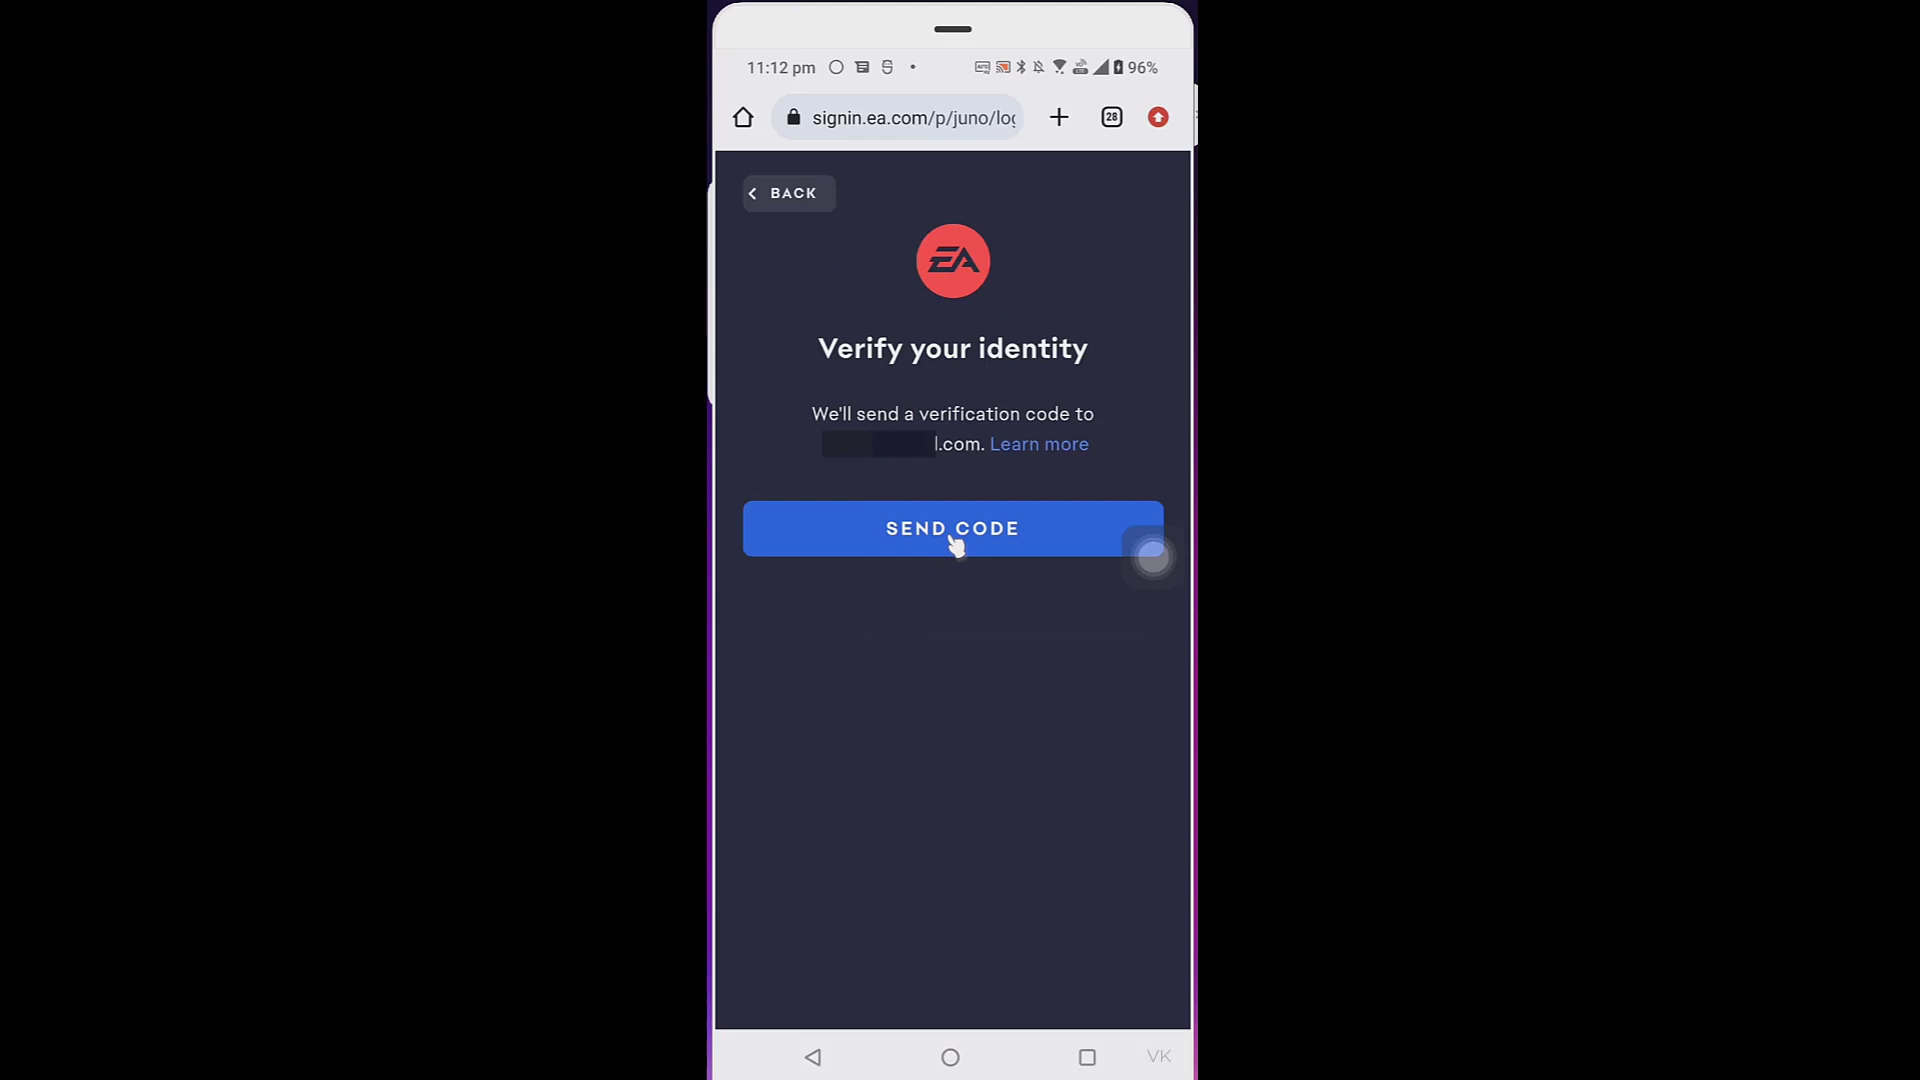 11:12 pm
96%
signin.ea.com/p/juno/log
28
BACK
EA
Verify your identity
We'll send a verification code to
l.com. Learn more
SEND CODE
VK